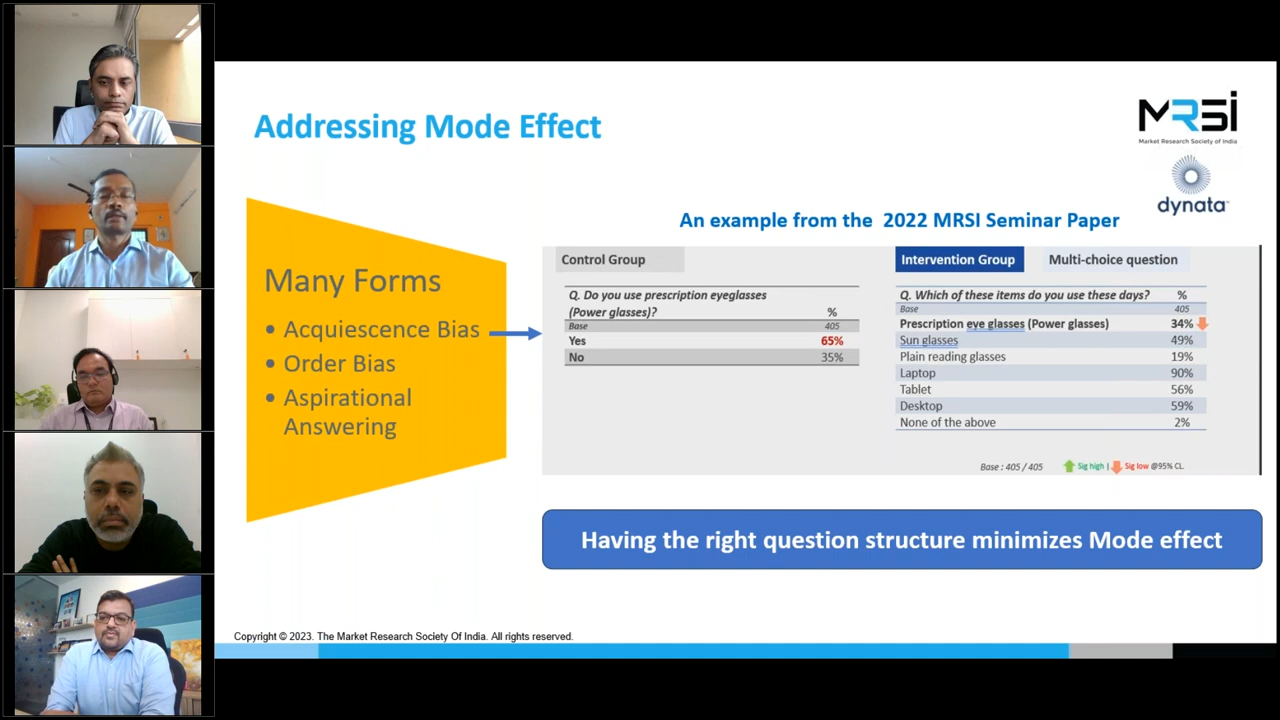 Addressing Mode Effect
MRSI
Market Research Society of India
dynata
An example from the 2022 MRSI Seminar Paper
Many Forms
• Acquiescence Bias
• Order Bias
• Aspirational
Answering
Control Group
Q. Do you use prescription eyeglasses
(Power glasses)? %
Base 405
Yes 65%
No 35%
Intervention Group Multi-choice question
Q. Which of these items do you use these days? %
Base 405
Prescription eye glasses (Power glasses) 34%
Sun glasses 49%
Plain reading glasses 19%
Laptop 90%
Tablet 56%
Desktop 59%
None of the above 2%
Base : 405 / 405 Sig high | Sig low @95% CL.
Having the right question structure minimizes Mode effect
Copyright © 2023. The Market Research Society Of India. All rights reserved.